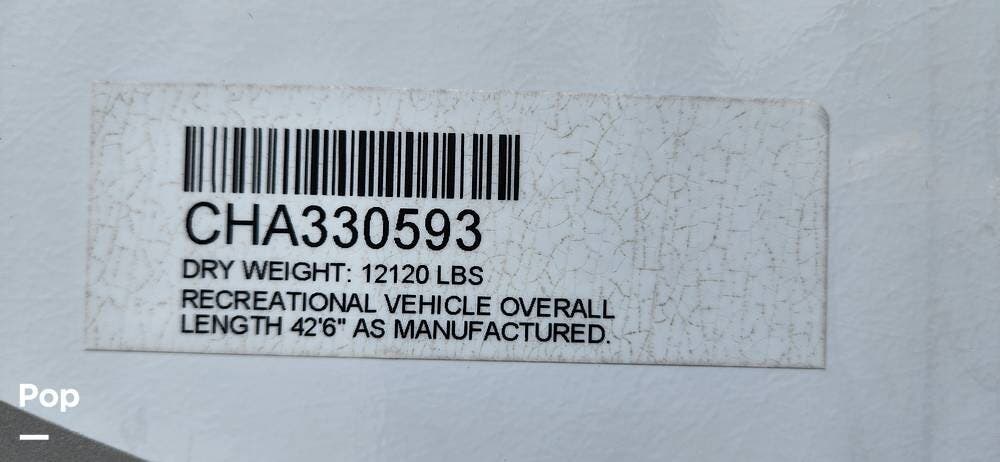 CHA330593
DRY WEIGHT: 12120 LBS
RECREATIONAL VEHICLE OVERALL
LENGTH 42'6" AS MANUFACTURED.
Pop